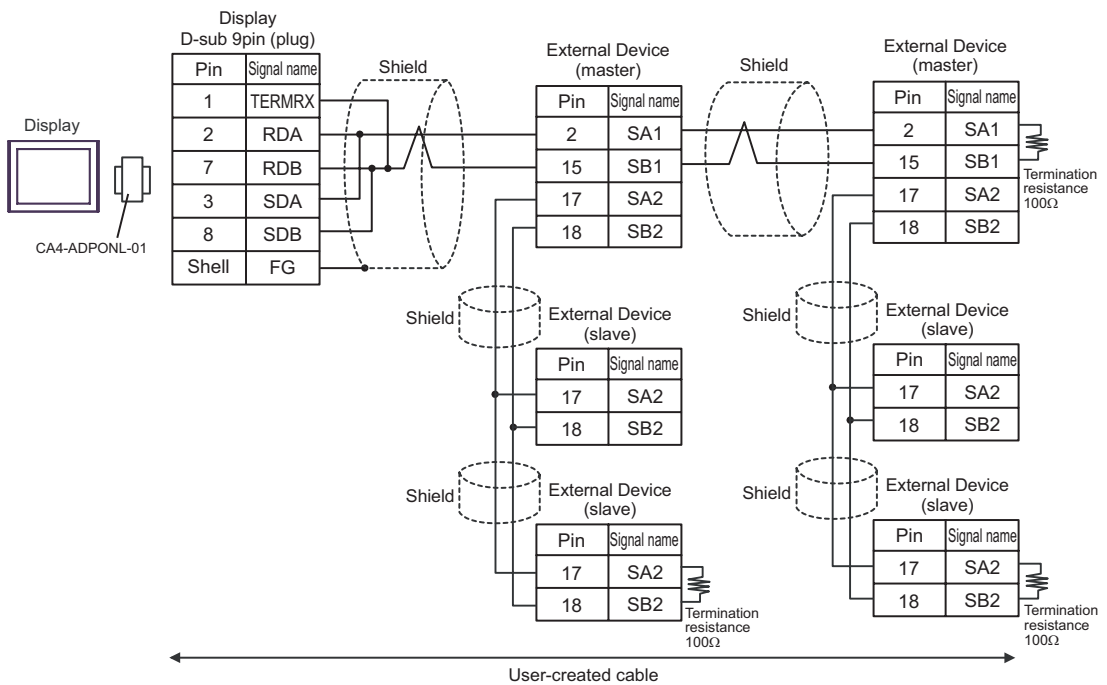 Display
CA4-ADPONL-01
Display
D-sub 9pin (plug)
Pin Signal name
1 TERMRX
2 RDA
7 RDB
3 SDA
8 SDB
Shell FG
Shield
External Device
(master)
Pin Signal name
2 SA1
15 SB1
17 SA2
18 SB2
Shield
External Device
(master)
Pin Signal name
2 SA1
15 SB1
17 SA2
18 SB2
Termination
resistance
100Ω
Shield
External Device
(slave)
Pin Signal name
17 SA2
18 SB2
Shield
External Device
(slave)
Pin Signal name
17 SA2
18 SB2
Shield
External Device
(slave)
Pin Signal name
17 SA2
18 SB2
Termination
resistance
100Ω
Shield
External Device
(slave)
Pin Signal name
17 SA2
18 SB2
Termination
resistance
100Ω
User-created cable